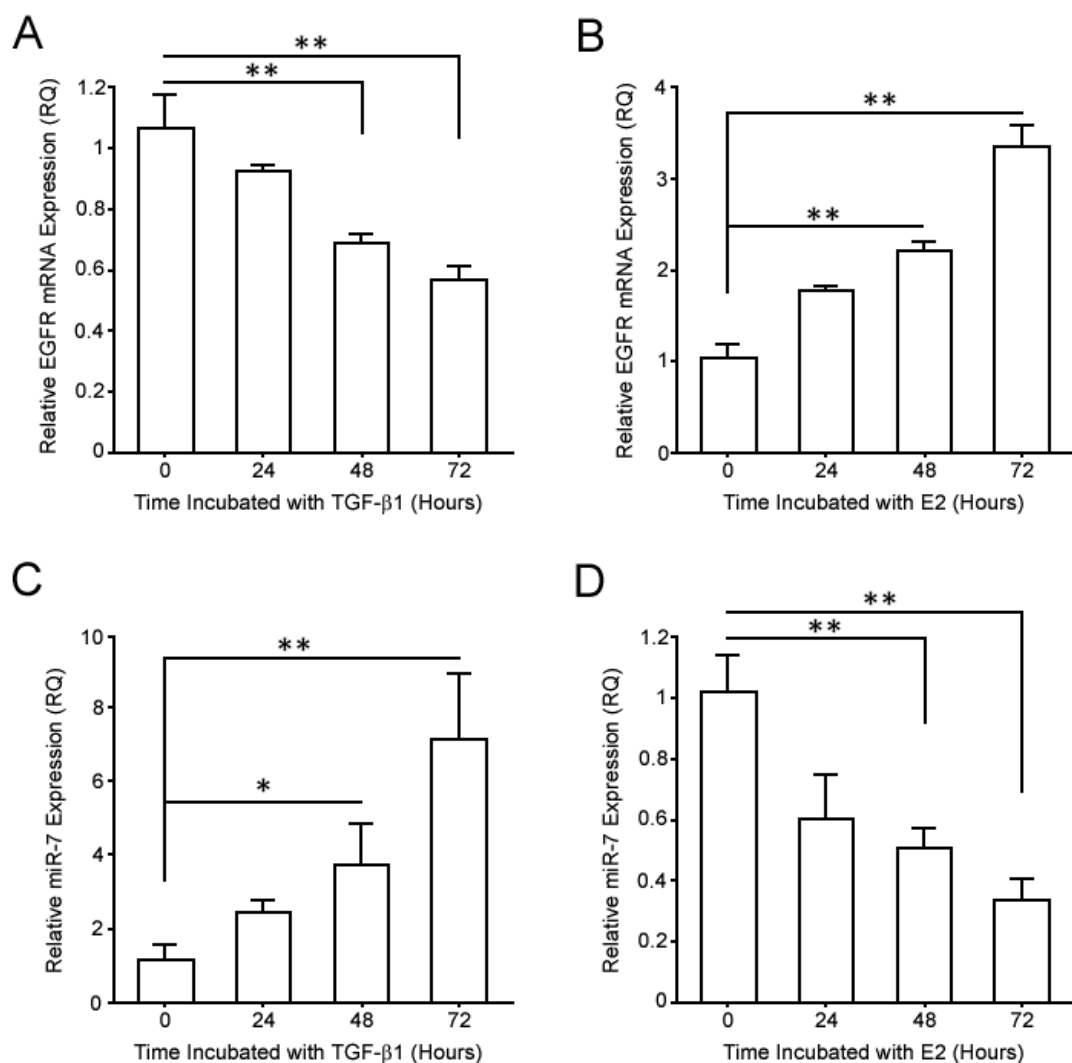 A
**
**
Relative EGFR mRNA Expression (RQ)
1.2
1
0.8
0.6
0.4
0.2
0
0 24 48 72
Time Incubated with TGF-β1 (Hours)
B
**
**
Relative EGFR mRNA Expression (RQ)
4
3
2
1
0
0 24 48 72
Time Incubated with E2 (Hours)
C
**
*
Relative miR-7 Expression (RQ)
10
8
6
4
2
0
0 24 48 72
Time Incubated with TGF-β1 (Hours)
D
**
**
Relative miR-7 Expression (RQ)
1.2
1
0.8
0.6
0.4
0.2
0
0 24 48 72
Time Incubated with E2 (Hours)